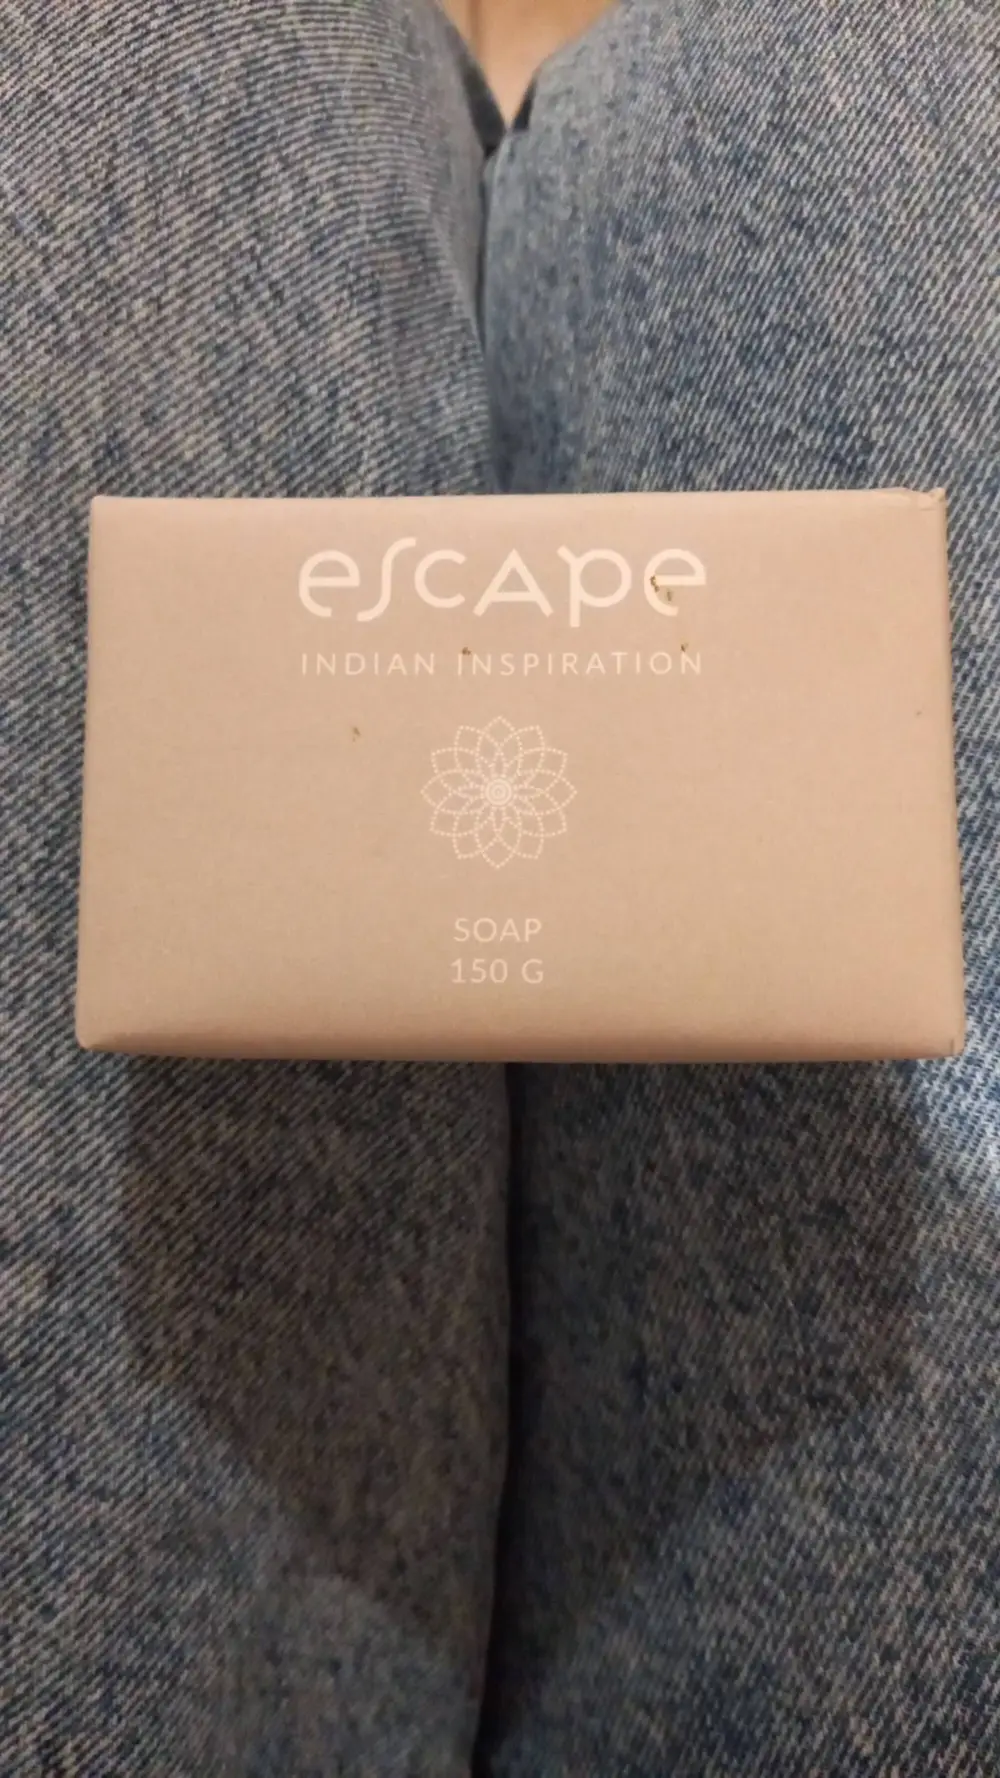 escape
INDIAN INSPIRATION
SOAP
150 G